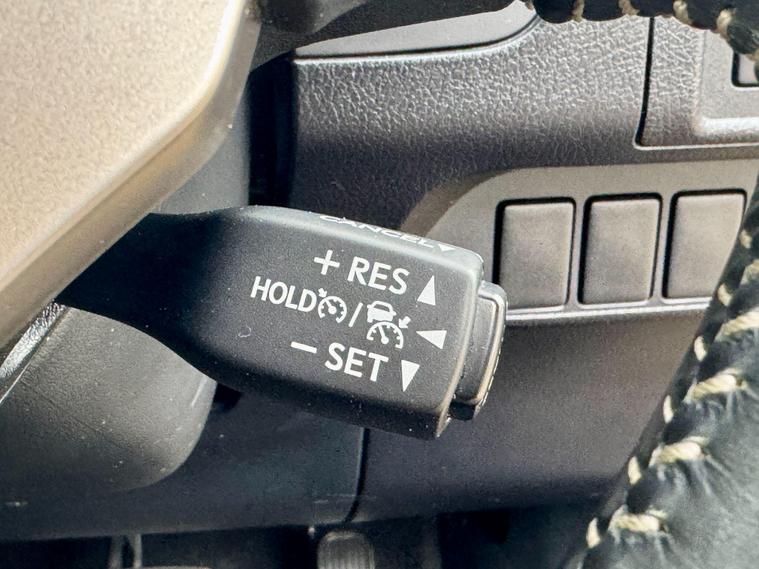 CANCEL
+ RES ▲
HOLD / ◀
− SET ▼